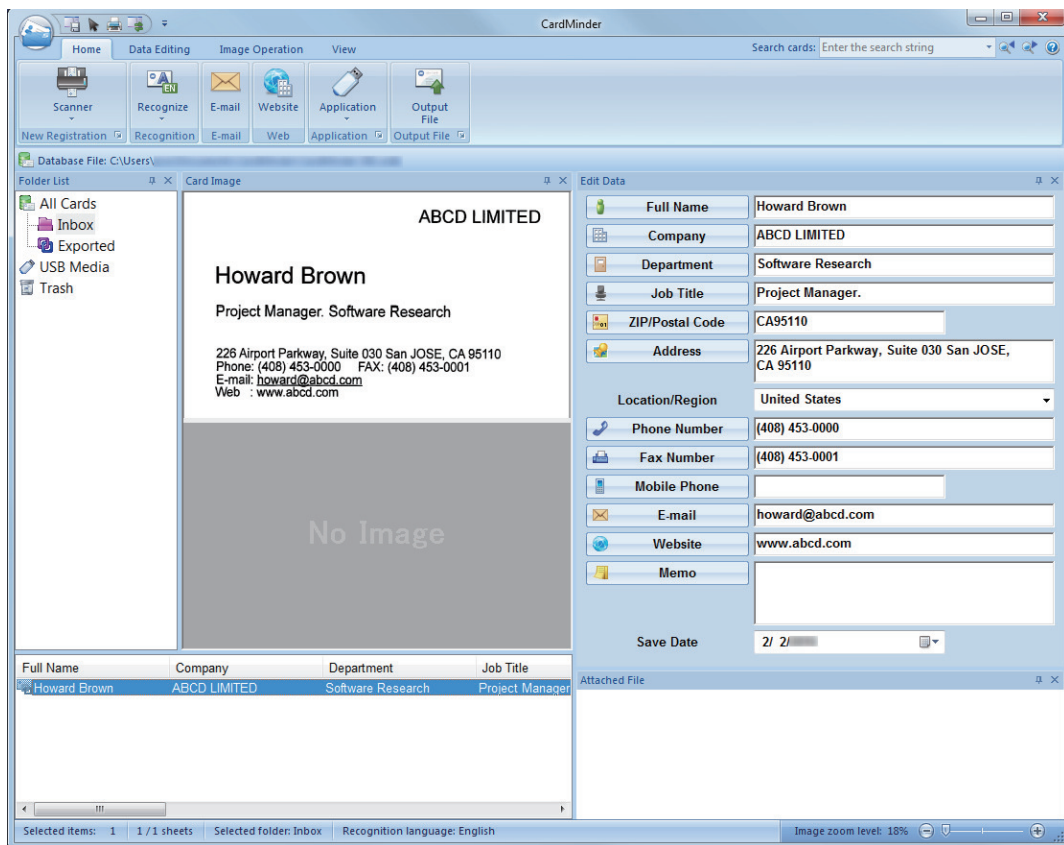 CardMinder
Home Data Editing Image Operation View Search cards: Enter the search string
Scanner Recognize E-mail Website Application Output File
EN
New Registration Recognition E-mail Web Application Output File
Database File: C:\Users\
Folder List
All Cards
Inbox
Exported
USB Media
Trash
Card Image
ABCD LIMITED
Howard Brown
Project Manager. Software Research
226 Airport Parkway, Suite 030 San JOSE, CA 95110
Phone: (408) 453-0000 FAX: (408) 453-0001
E-mail: howard@abcd.com
Web : www.abcd.com
No Image
Edit Data
Full Name Howard Brown
Company ABCD LIMITED
Department Software Research
Job Title Project Manager.
ZIP/Postal Code CA95110
Address 226 Airport Parkway, Suite 030 San JOSE,
CA 95110
Location/Region United States
Phone Number (408) 453-0000
Fax Number (408) 453-0001
Mobile Phone
E-mail howard@abcd.com
Website www.abcd.com
Memo
Save Date 2/ 2/
Full Name Company Department Job Title
Howard Brown ABCD LIMITED Software Research Project Manager
Attached File
Selected items: 1 1 / 1 sheets Selected folder: Inbox Recognition language: English Image zoom level: 18%